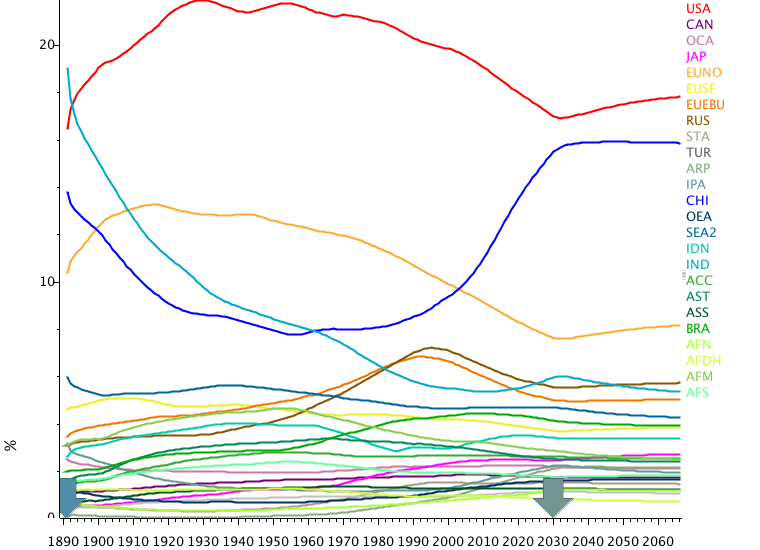 20
10
0
%
1890 1900 1910 1920 1930 1940 1950 1960 1970 1980 1990 2000 2010 2020 2030 2040 2050 2060
USA
CAN
OCA
JAP
EUNO
EUSF
EUEBU
RUS
STA
TUR
ARP
IPA
CHI
OEA
SEA2
IDN
IND
ACC
AST
ASS
BRA
AFN
AFDH
AFM
AFS